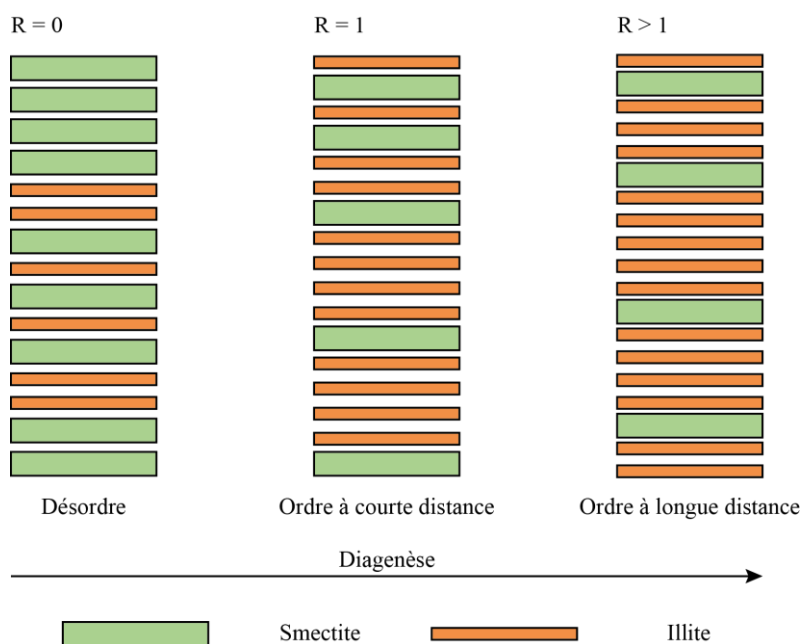 R = 0
R = 1
R > 1
Désordre
Ordre à courte distance
Ordre à longue distance
Diagenèse
Smectite
Illite